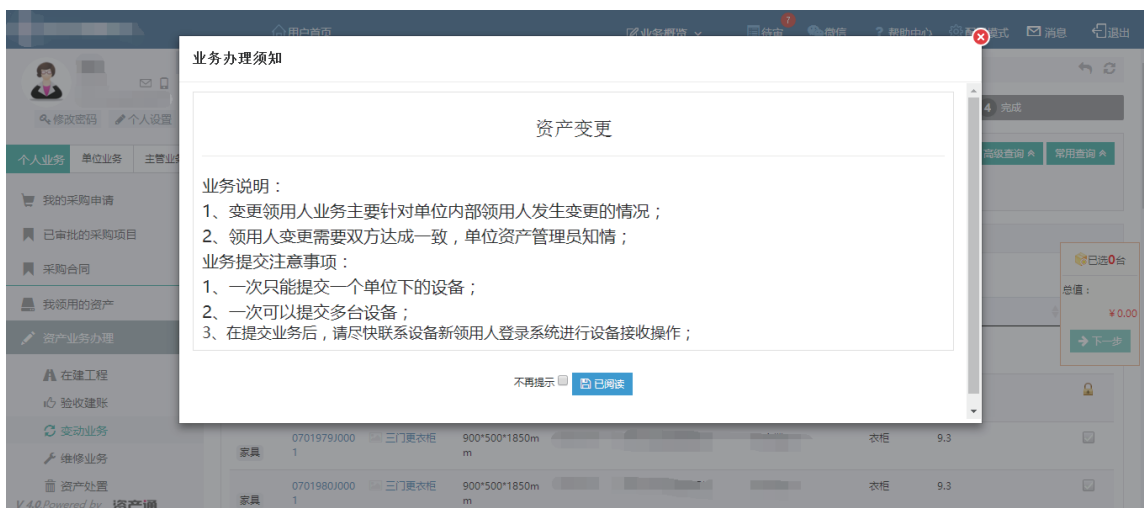 用户首页
业务概览
待审
7
微信
? 帮助中心
模式
消息
退出
业务办理须知
修改密码
个人设置
4 完成
个人业务
单位业务
主管业
高级查询
常用查询
资产变更
业务说明：
1、变更领用人业务主要针对单位内部领用人发生变更的情况；
2、领用人变更需要双方达成一致，单位资产管理员知情；
业务提交注意事项：
1、一次只能提交一个单位下的设备；
2、一次可以提交多台设备；
3、在提交业务后，请尽快联系设备新领用人登录系统进行设备接收操作；
不再提示
已阅读
我的采购申请
已审批的采购项目
采购合同
我领用的资产
资产业务办理
在建工程
验收建账
变动业务
维修业务
资产处置
V 4.0 Powered by 资产通
已选0台
总值：
¥0.00
下一步
家具
0701979J000
1
三门更衣柜
900*500*1850m
m
衣柜
9.3
家具
0701980J000
1
三门更衣柜
900*500*1850m
m
衣柜
9.3